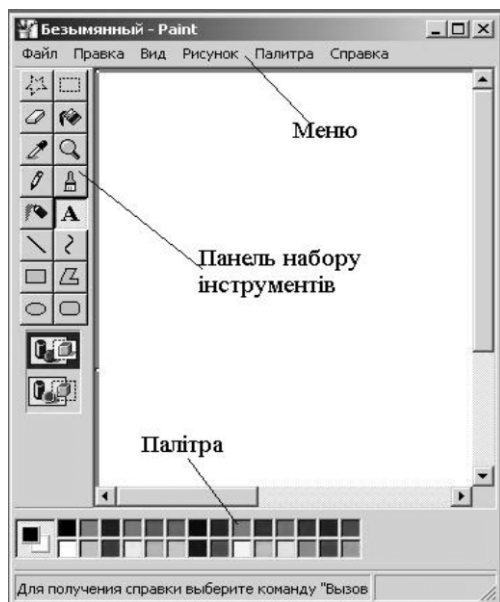 Безымянный - Paint
Файл Правка Вид Рисунок Палитра Справка
Меню
A
Панель набору
інструментів
Палітра
Для получения справки выберите команду "Вызов